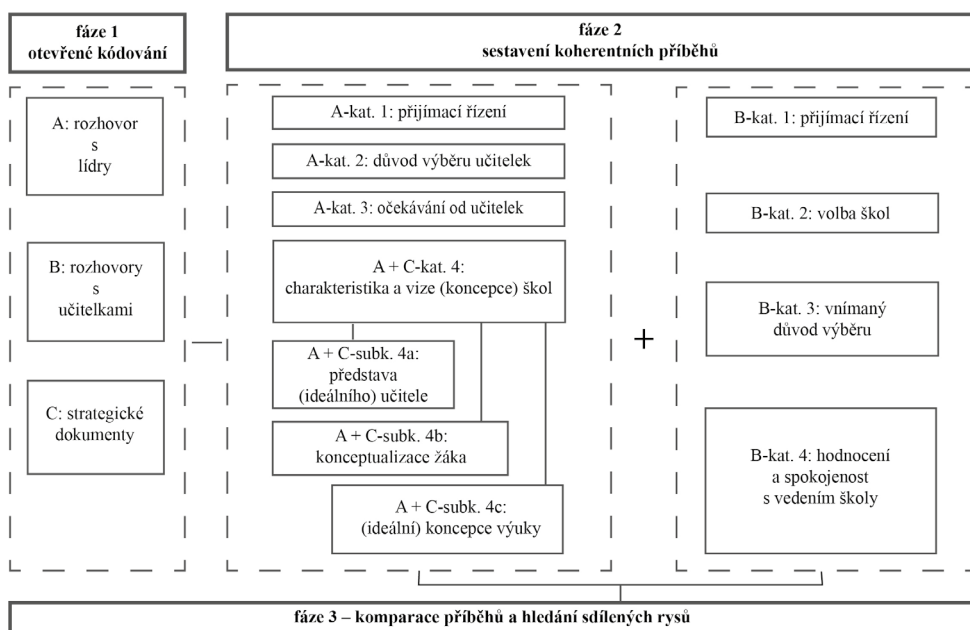 fáze 1
otevřené kódování
fáze 2
sestavení koherentních příběhů
A: rozhovor
s
lídry
B: rozhovory
s
učitelkami
C: strategické
dokumenty
A-kat. 1: přijímací řízení
A-kat. 2: důvod výběru učitelek
A-kat. 3: očekávání od učitelek
A + C-kat. 4:
charakteristika a vize (koncepce) škol
A + C-subk. 4a:
představa
(ideálního) učitele
A + C-subk. 4b:
konceptualizace žáka
A + C-subk. 4c:
(ideální) koncepce výuky
+
B-kat. 1: přijímací řízení
B-kat. 2: volba škol
B-kat. 3: vnímaný
důvod výběru
B-kat. 4: hodnocení
a spokojenost
s vedením školy
fáze 3 – komparace příběhů a hledání sdílených rysů